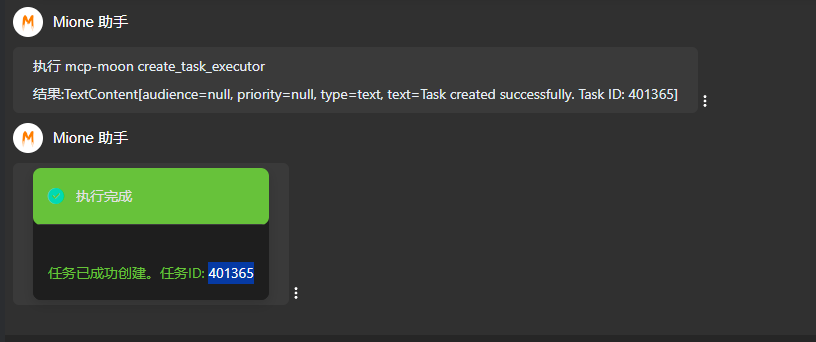 Mione 助手
执行 mcp-moon create_task_executor
结果:TextContent[audience=null, priority=null, type=text, text=Task created successfully. Task ID: 401365]
Mione 助手
执行完成
任务已成功创建。任务ID: 401365